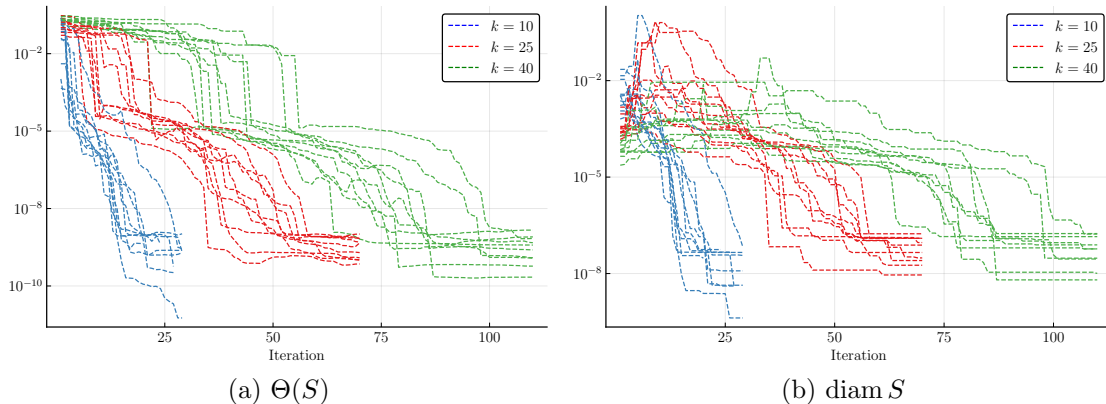 10⁻²
10⁻⁵
10⁻⁸
10⁻¹⁰
k = 10
k = 25
k = 40
25 50 75 100
Iteration
(a) Θ(S)
10⁻²
10⁻⁵
10⁻⁸
k = 10
k = 25
k = 40
25 50 75 100
Iteration
(b) diam S